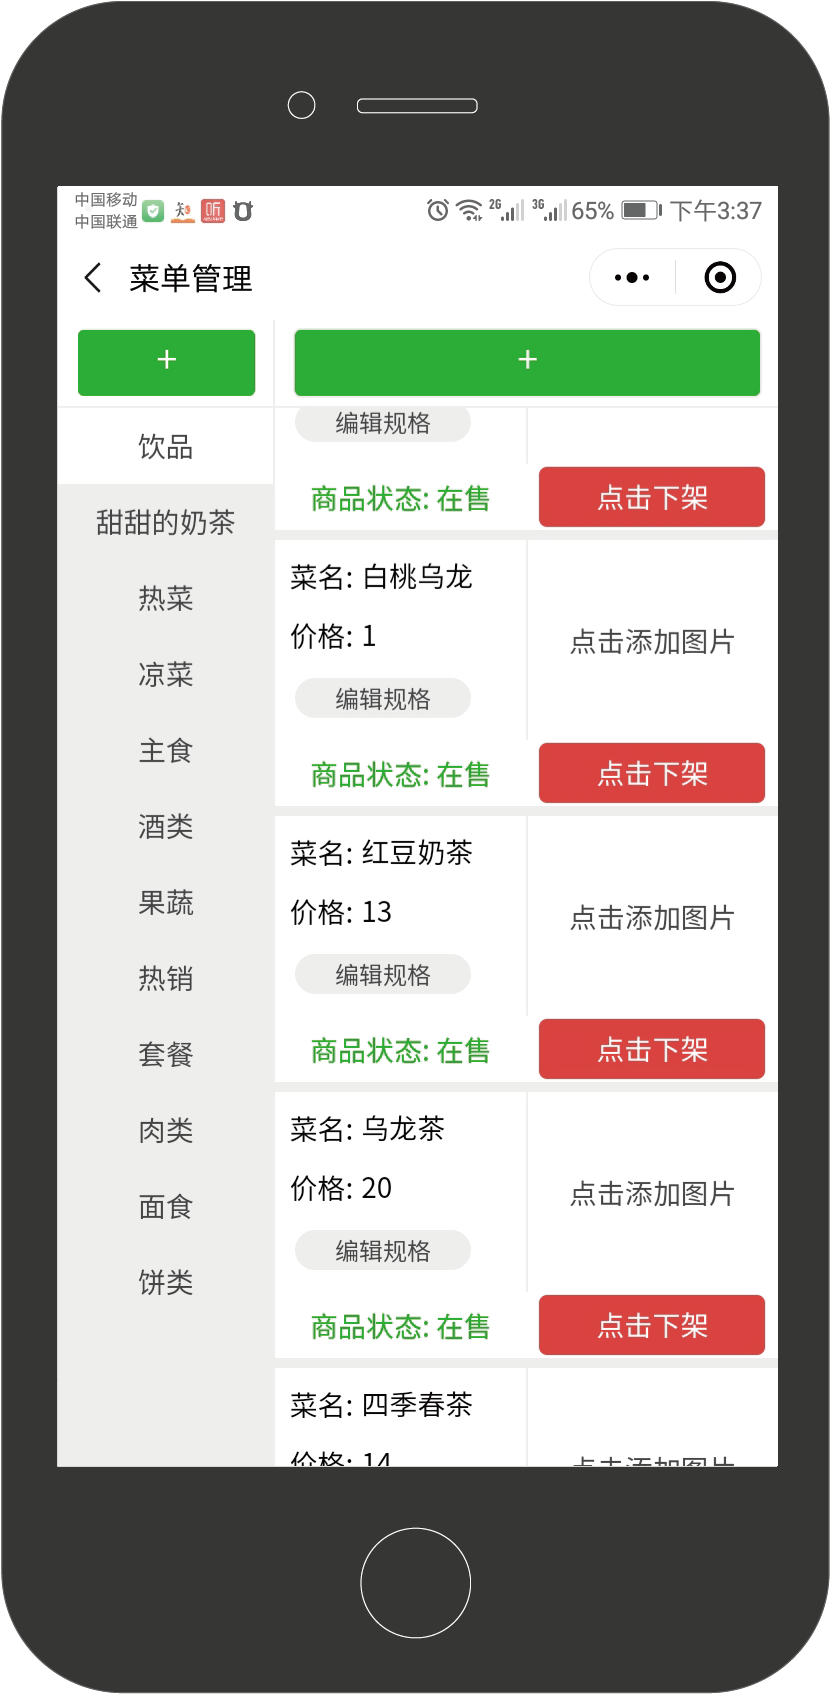 中国移动
中国联通
2G 3G 65% 下午3:37
菜单管理
+ +
饮品
甜甜的奶茶
热菜
凉菜
主食
酒类
果蔬
热销
套餐
肉类
面食
饼类
编辑规格
商品状态: 在售 点击下架
菜名: 白桃乌龙
价格: 1
点击添加图片
编辑规格
商品状态: 在售 点击下架
菜名: 红豆奶茶
价格: 13
点击添加图片
编辑规格
商品状态: 在售 点击下架
菜名: 乌龙茶
价格: 20
点击添加图片
编辑规格
商品状态: 在售 点击下架
菜名: 四季春茶
价格: 14
点击添加图片